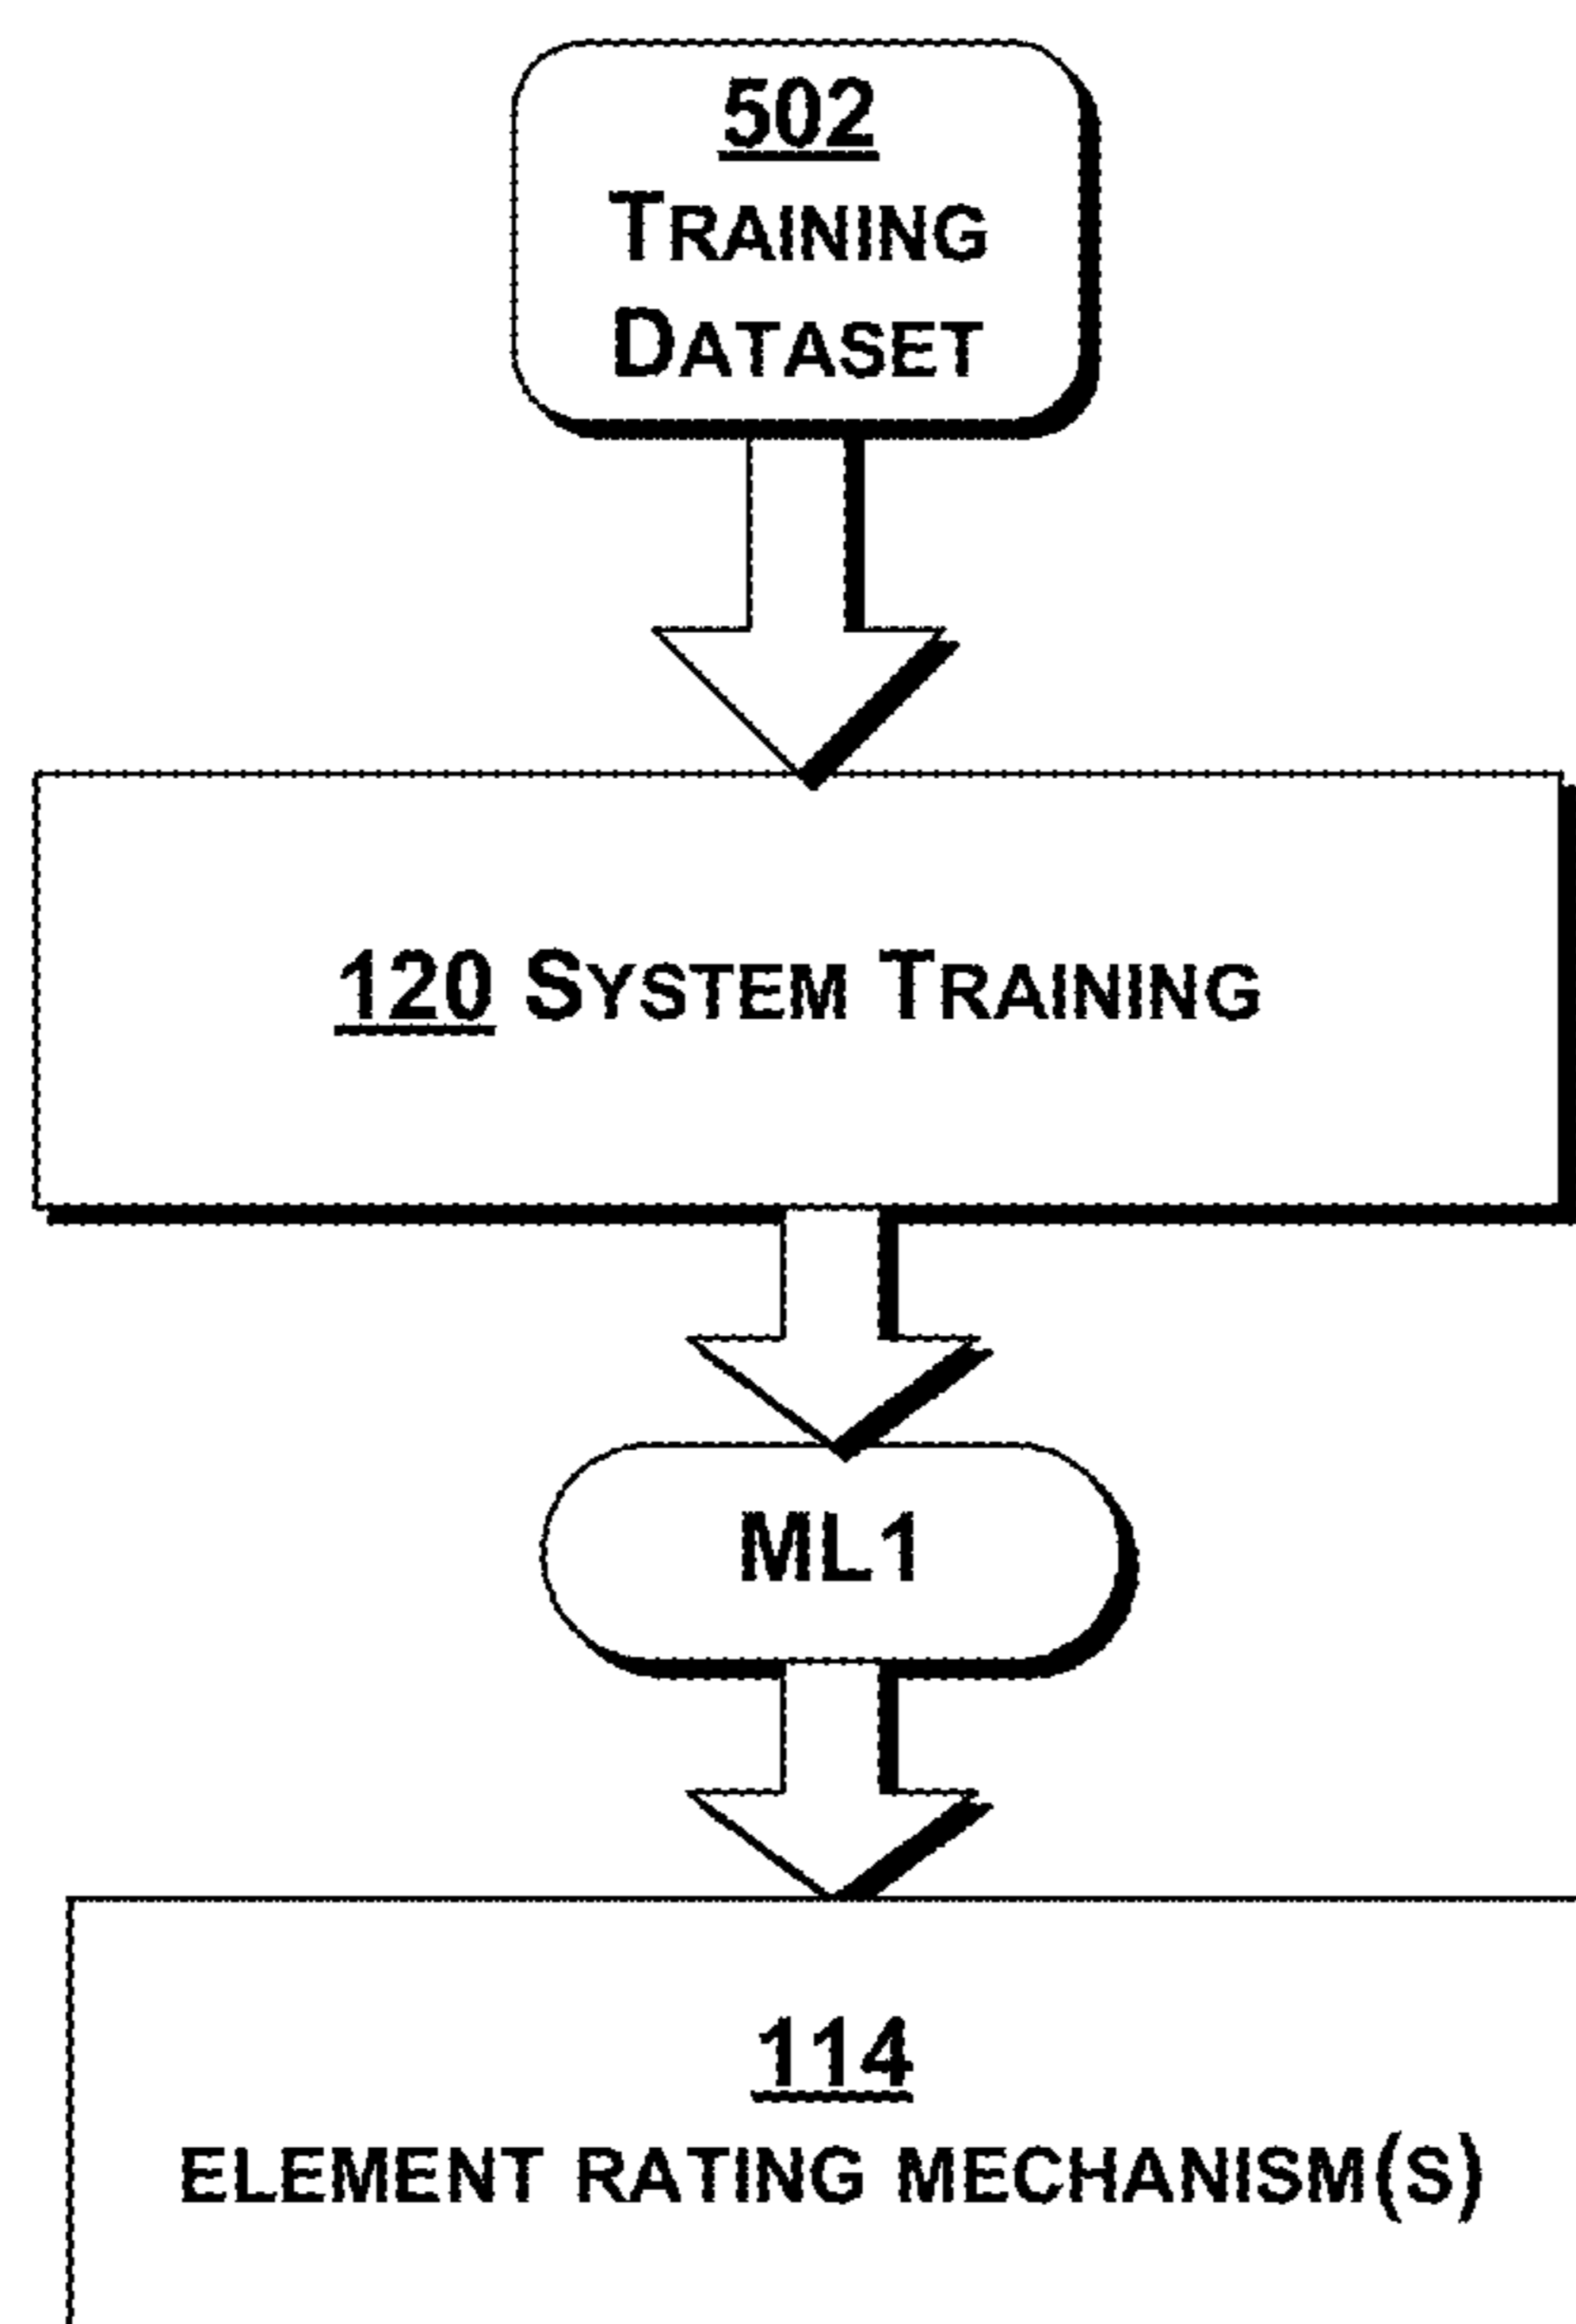 502
TRAINING
DATASET
120 SYSTEM TRAINING
ML1
114
ELEMENT RATING MECHANISM(S)